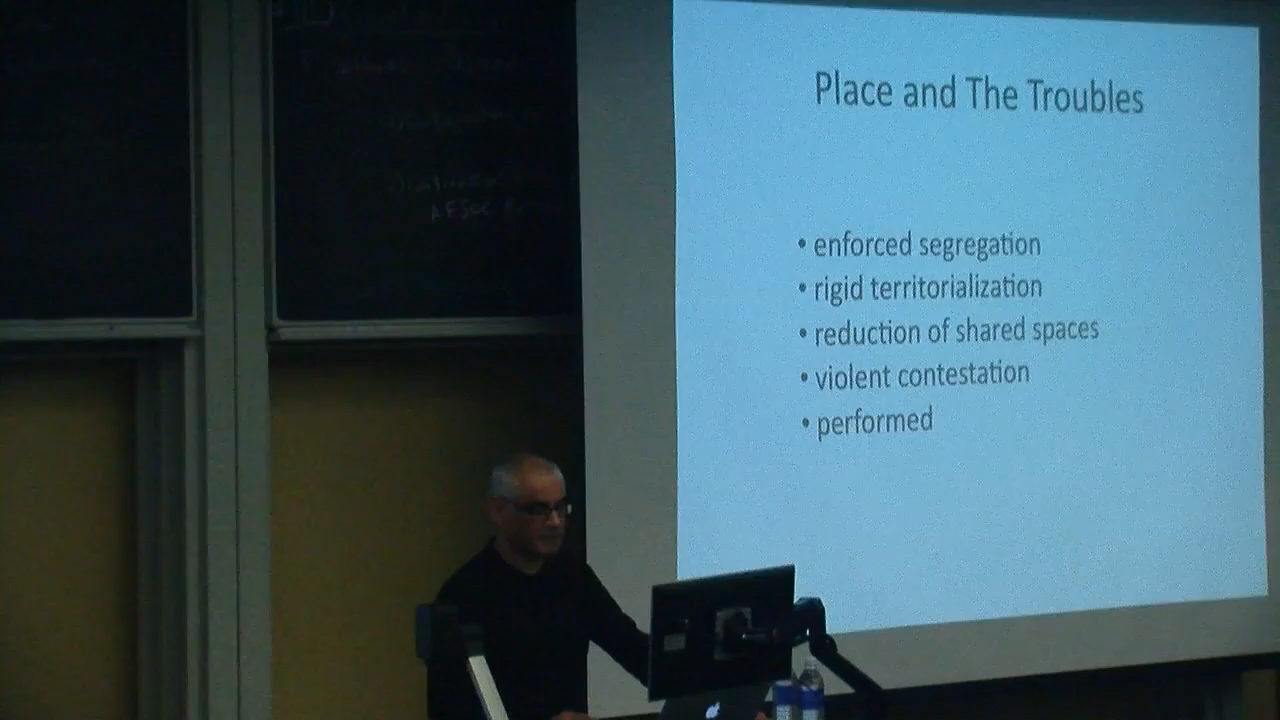 Place and The Troubles
• enforced segregation
• rigid territorialization
• reduction of shared spaces
• violent contestation
• performed